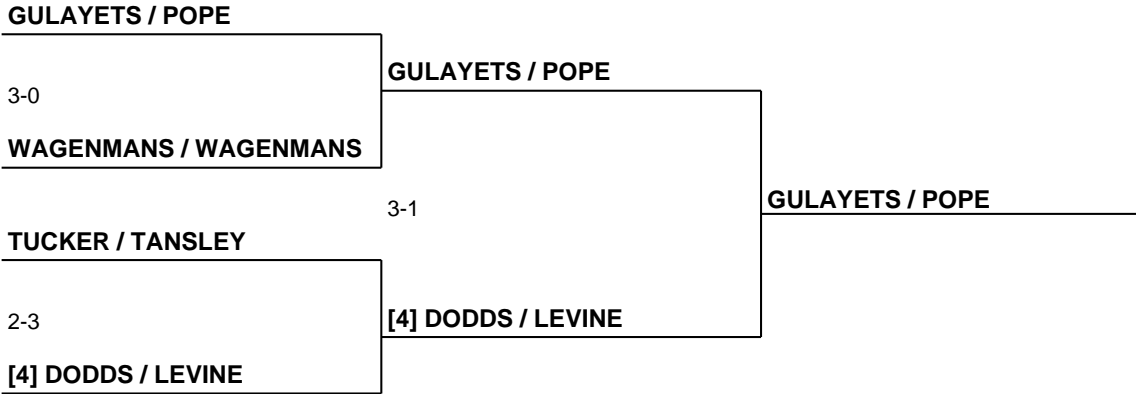 GULAYETS / POPE
3-0
WAGENMANS / WAGENMANS
GULAYETS / POPE
3-1
TUCKER / TANSLEY
2-3
[4] DODDS / LEVINE
[4] DODDS / LEVINE
GULAYETS / POPE